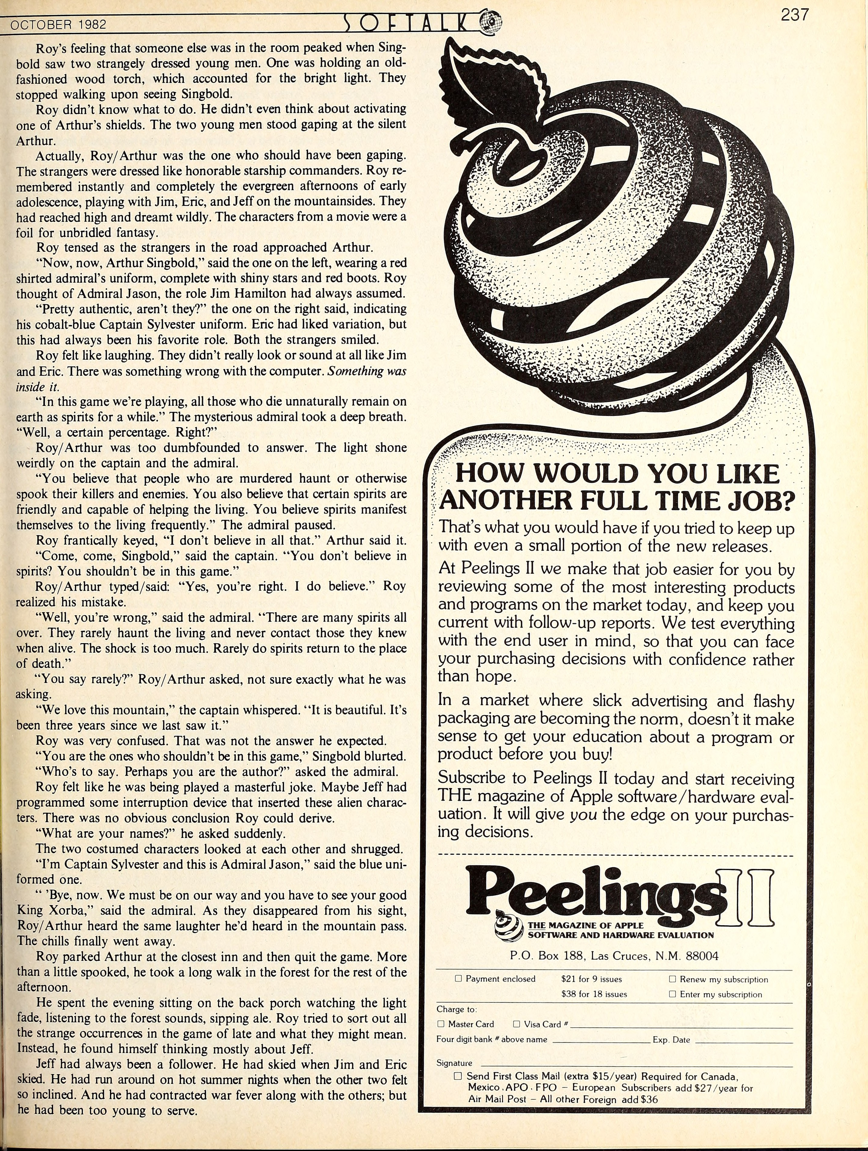 OCTOBER 1982
SOFTALK
237
Roy's feeling that someone else was in the room peaked when Sing-
bold saw two strangely dressed young men. One was holding an old-
fashioned wood torch, which accounted for the bright light. They
stopped walking upon seeing Singbold.
Roy didn't know what to do. He didn't even think about activating
one of Arthur's shields. The two young men stood gaping at the silent
Arthur.
Actually, Roy/Arthur was the one who should have been gaping.
The strangers were dressed like honorable starship commanders. Roy re-
membered instantly and completely the evergreen afternoons of early
adolescence, playing with Jim, Eric, and Jeff on the mountainsides. They
had reached high and dreamt wildly. The characters from a movie were a
foil for unbridled fantasy.
Roy tensed as the strangers in the road approached Arthur.
"Now, now, Arthur Singbold," said the one on the left, wearing a red
shirted admiral's uniform, complete with shiny stars and red boots. Roy
thought of Admiral Jason, the role Jim Hamilton had always assumed.
"Pretty authentic, aren't they?" the one on the right said, indicating
his cobalt-blue Captain Sylvester uniform. Eric had liked variation, but
this had always been his favorite role. Both the strangers smiled.
Roy felt like laughing. They didn't really look or sound at all like Jim
and Eric. There was something wrong with the computer. Something was
inside it.
"In this game we're playing, all those who die unnaturally remain on
earth as spirits for a while." The mysterious admiral took a deep breath.
"Well, a certain percentage. Right?"
Roy/Arthur was too dumbfounded to answer. The light shone
weirdly on the captain and the admiral.
"You believe that people who are murdered haunt or otherwise
spook their killers and enemies. You also believe that certain spirits are
friendly and capable of helping the living. You believe spirits manifest
themselves to the living frequently." The admiral paused.
Roy frantically keyed, "I don't believe in all that." Arthur said it.
"Come, come, Singbold," said the captain. "You don't believe in
spirits? You shouldn't be in this game."
Roy/Arthur typed/said: "Yes, you're right. I do believe." Roy
realized his mistake.
"Well, you're wrong," said the admiral. "There are many spirits all
over. They rarely haunt the living and never contact those they knew
when alive. The shock is too much. Rarely do spirits return to the place
of death."
"You say rarely?" Roy/Arthur asked, not sure exactly what he was
asking.
"We love this mountain," the captain whispered. "It is beautiful. It's
been three years since we last saw it."
Roy was very confused. That was not the answer he expected.
"You are the ones who shouldn't be in this game," Singbold blurted.
"Who's to say. Perhaps you are the author?" asked the admiral.
Roy felt like he was being played a masterful joke. Maybe Jeff had
programmed some interruption device that inserted these alien charac-
ters. There was no obvious conclusion Roy could derive.
"What are your names?" he asked suddenly.
The two costumed characters looked at each other and shrugged.
"I'm Captain Sylvester and this is Admiral Jason," said the blue uni-
formed one.
" 'Bye, now. We must be on our way and you have to see your good
King Xorba," said the admiral. As they disappeared from his sight,
Roy/Arthur heard the same laughter he'd heard in the mountain pass.
The chills finally went away.
Roy parked Arthur at the closest inn and then quit the game. More
than a little spooked, he took a long walk in the forest for the rest of the
afternoon.
He spent the evening sitting on the back porch watching the light
fade, listening to the forest sounds, sipping ale. Roy tried to sort out all
the strange occurrences in the game of late and what they might mean.
Instead, he found himself thinking mostly about Jeff.
Jeff had always been a follower. He had skied when Jim and Eric
skied. He had run around on hot summer nights when the other two felt
so inclined. And he had contracted war fever along with the others; but
he had been too young to serve.
HOW WOULD YOU LIKE
ANOTHER FULL TIME JOB?
That's what you would have if you tried to keep up
with even a small portion of the new releases.
At Peelings II we make that job easier for you by
reviewing some of the most interesting products
and programs on the market today, and keep you
current with follow-up reports. We test everything
with the end user in mind, so that you can face
your purchasing decisions with confidence rather
than hope.
In a market where slick advertising and flashy
packaging are becoming the norm, doesn't it make
sense to get your education about a program or
product before you buy!
Subscribe to Peelings II today and start receiving
THE magazine of Apple software/hardware eval-
uation. It will give you the edge on your purchas-
ing decisions.
Peelings II
THE MAGAZINE OF APPLE
SOFTWARE AND HARDWARE EVALUATION
P.O. Box 188, Las Cruces, N.M. 88004
□ Payment enclosed $21 for 9 issues □ Renew my subscription
$38 for 18 issues □ Enter my subscription
Charge to:
□ Master Card □ Visa Card #
Four digit bank # above name Exp. Date
Signature
□ Send First Class Mail (extra $15/year) Required for Canada,
Mexico, APO, FPO – European Subscribers add $27/year for
Air Mail Post – All other Foreign add $36